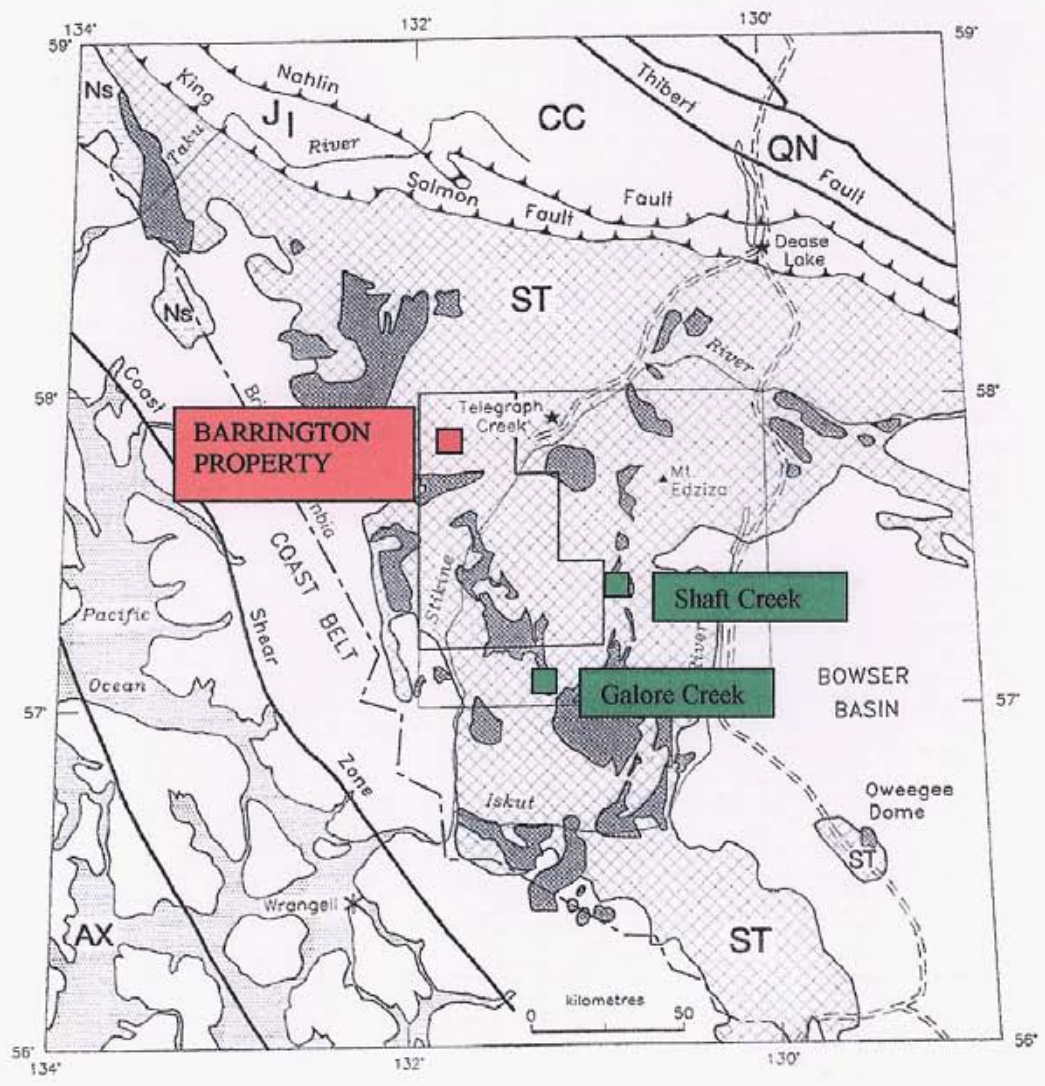 134°
132°
130°
59°
59°
Nahlin
King
Ns
JI
CC
Thibert
Taku
River
QN
Salmon
Fault
Fault
Fault
Dease
Lake
ST
Ns
River
58°
58°
Coast
Telegraph
Creek
BARRINGTON
PROPERTY
Mt.
Edziza
COAST
BELT
Stikine
Pacific
Shear
Shaft Creek
River
Galore Creek
BOWSER
BASIN
Ocean
57°
57°
Zone
Iskut
Oweegee
Dome
ST
Wrangell
AX
ST
kilometres
0
50
56°
56°
134°
132°
130°